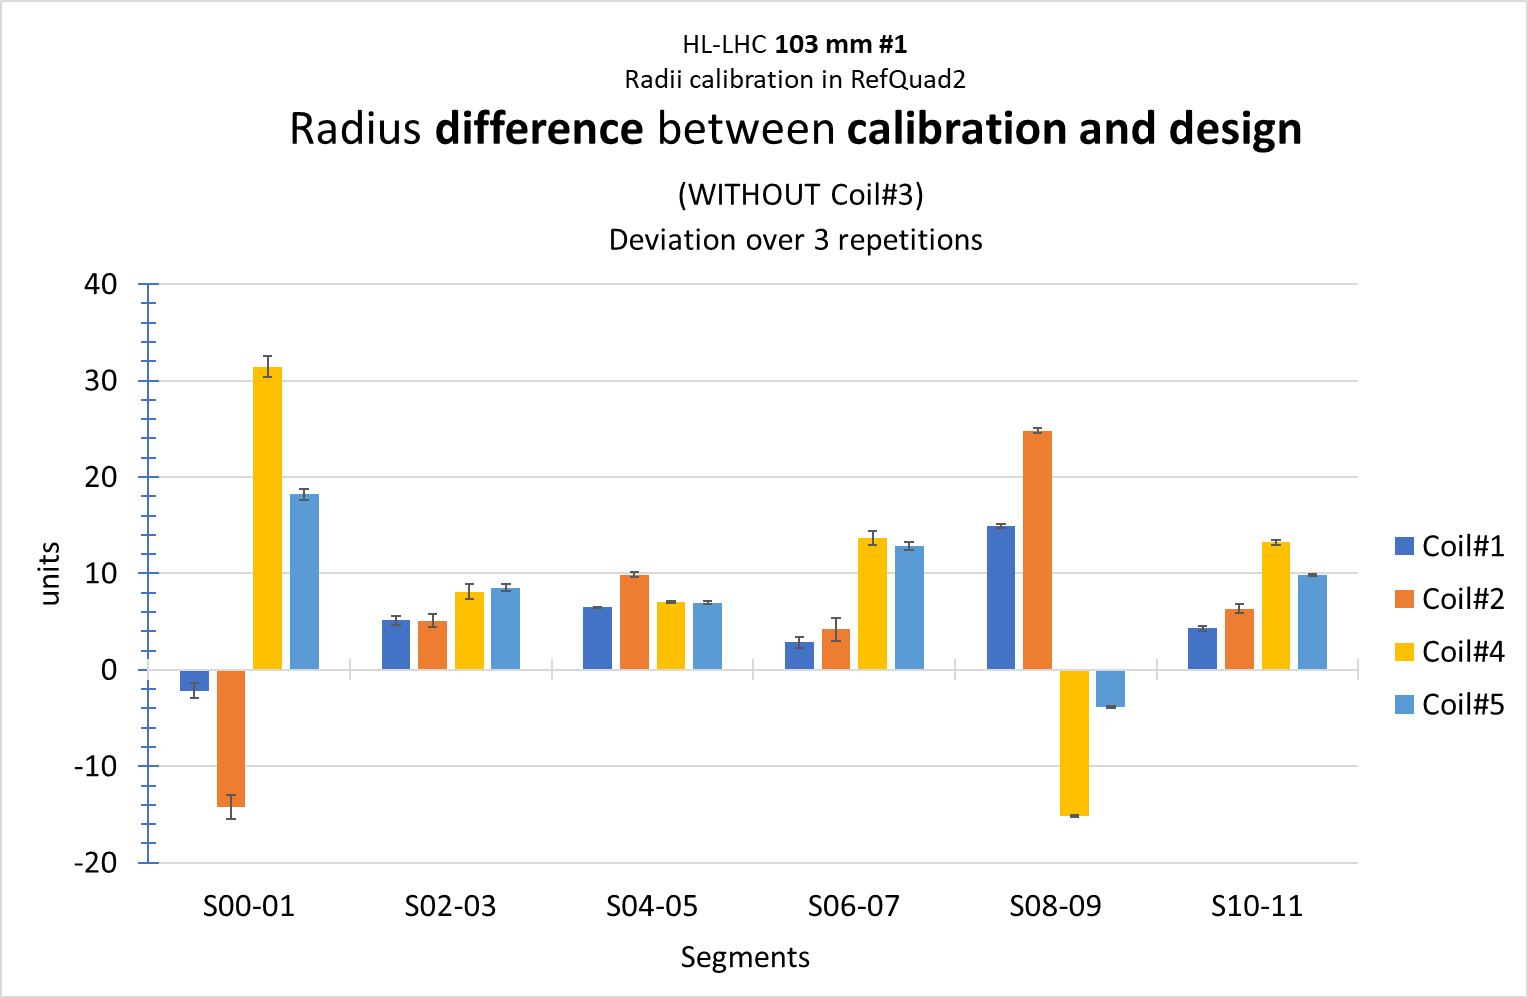 HL-LHC 103 mm #1
Radii calibration in RefQuad2
Radius difference between calibration and design
(WITHOUT Coil#3)
Deviation over 3 repetitions
40
30
20
10
0
-10
-20
units
S00-01 S02-03 S04-05 S06-07 S08-09 S10-11
Segments
Coil#1
Coil#2
Coil#4
Coil#5